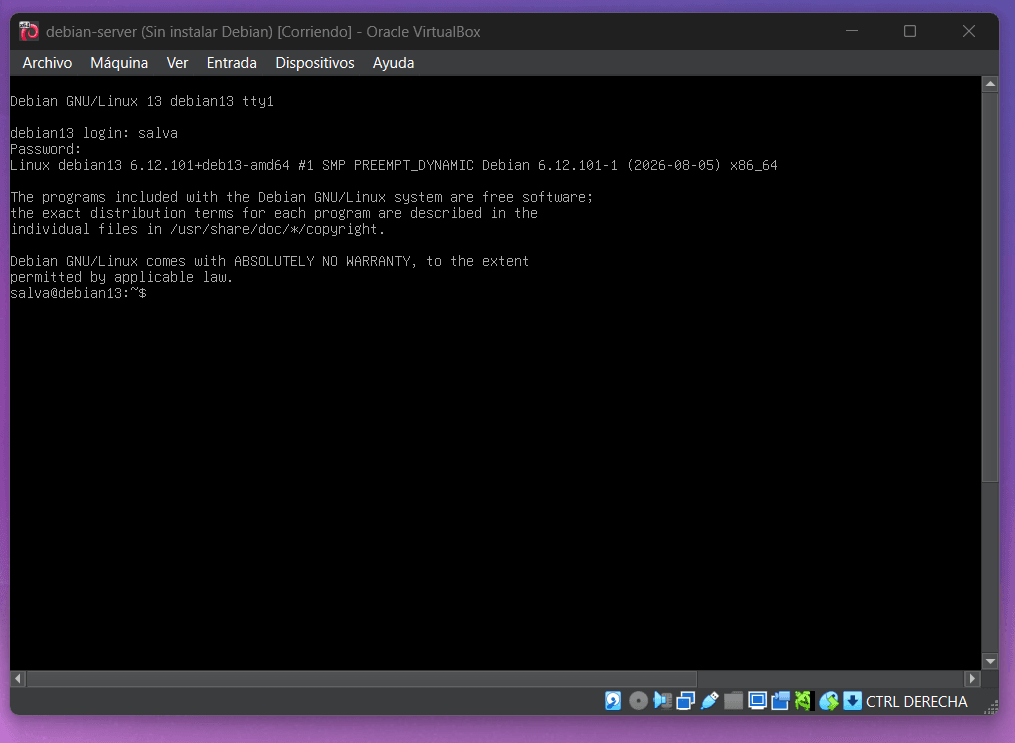 debian-server (Sin instalar Debian) [Corriendo] - Oracle VirtualBox
Archivo Máquina Ver Entrada Dispositivos Ayuda
Debian GNU/Linux 13 debian13 tty1
debian13 login: salva
Password:
Linux debian13 6.12.101+deb13-amd64 #1 SMP PREEMPT_DYNAMIC Debian 6.12.101-1 (2026-08-05) x86_64
The programs included with the Debian GNU/Linux system are free software;
the exact distribution terms for each program are described in the
individual files in /usr/share/doc/*/copyright.
Debian GNU/Linux comes with ABSOLUTELY NO WARRANTY, to the extent
permitted by applicable law.
salva@debian13:~$
CTRL DERECHA